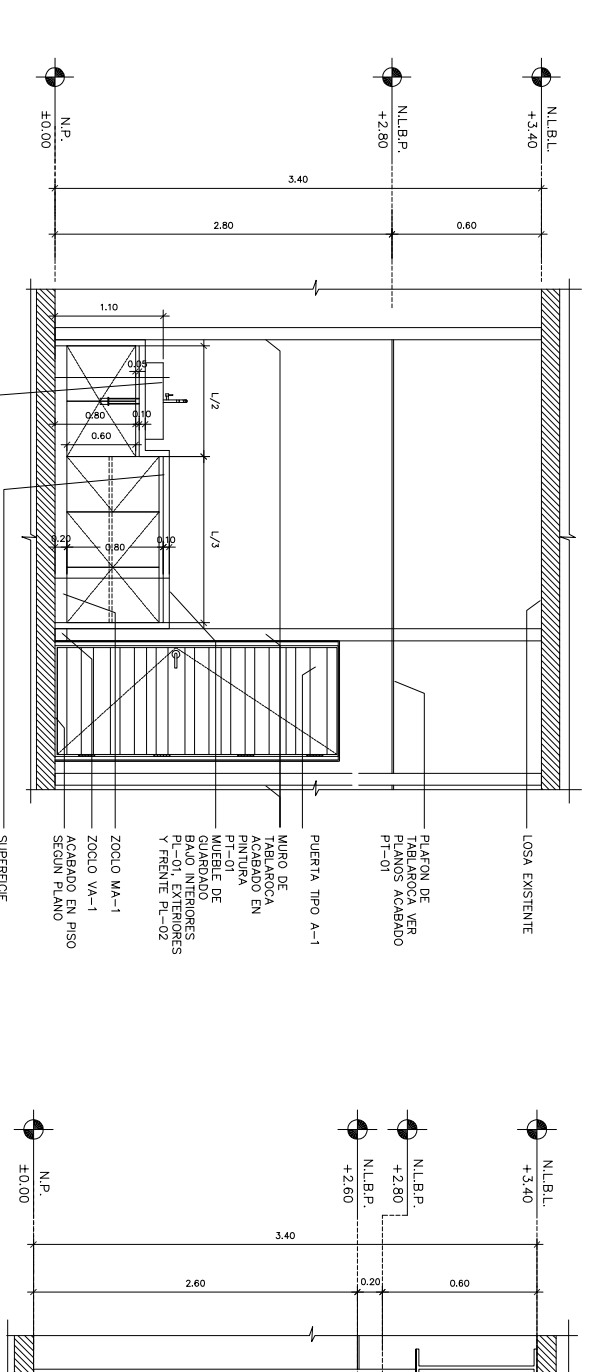 N.L.B.L.
+3.40
N.L.B.P.
+2.80
N.P.
±0.00
3.40
2.80
0.60
1.10
0.05
0.80
0.10
0.60
L/2
0.20
0.80
0.10
L/3
LOSA EXISTENTE
PLAFON DE
TABLAROCA VER
PLANOS ACABADO
PT-01
PUERTA TIPO A-1
MURO DE
TABLAROCA
ACABADO EN
PINTURA
PT-01
MUEBLE DE
GUARDADO
BAJO INTERIORES
PL-01, EXTERIORES
Y FRENTE PL-02
ZOCLO MA-1
ZOCLO VA-1
ACABADO EN PISO
SEGUN PLANO
SUPERFICIE
N.L.B.L.
+3.40
N.L.B.P.
+2.80
N.L.B.P.
+2.60
N.P.
±0.00
3.40
2.60
0.20
0.60